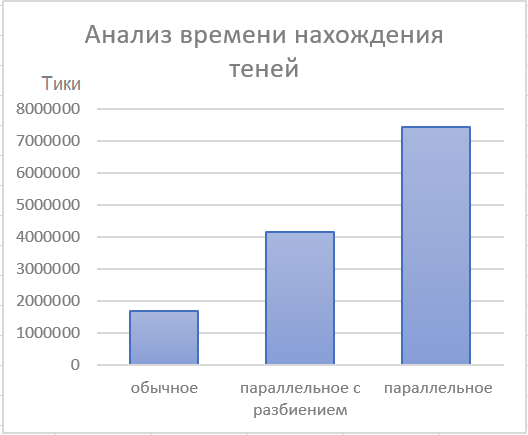 Анализ времени нахождения
теней
Тики
8000000
7000000
6000000
5000000
4000000
3000000
2000000
1000000
0
обычное
параллельное с
разбиением
параллельное